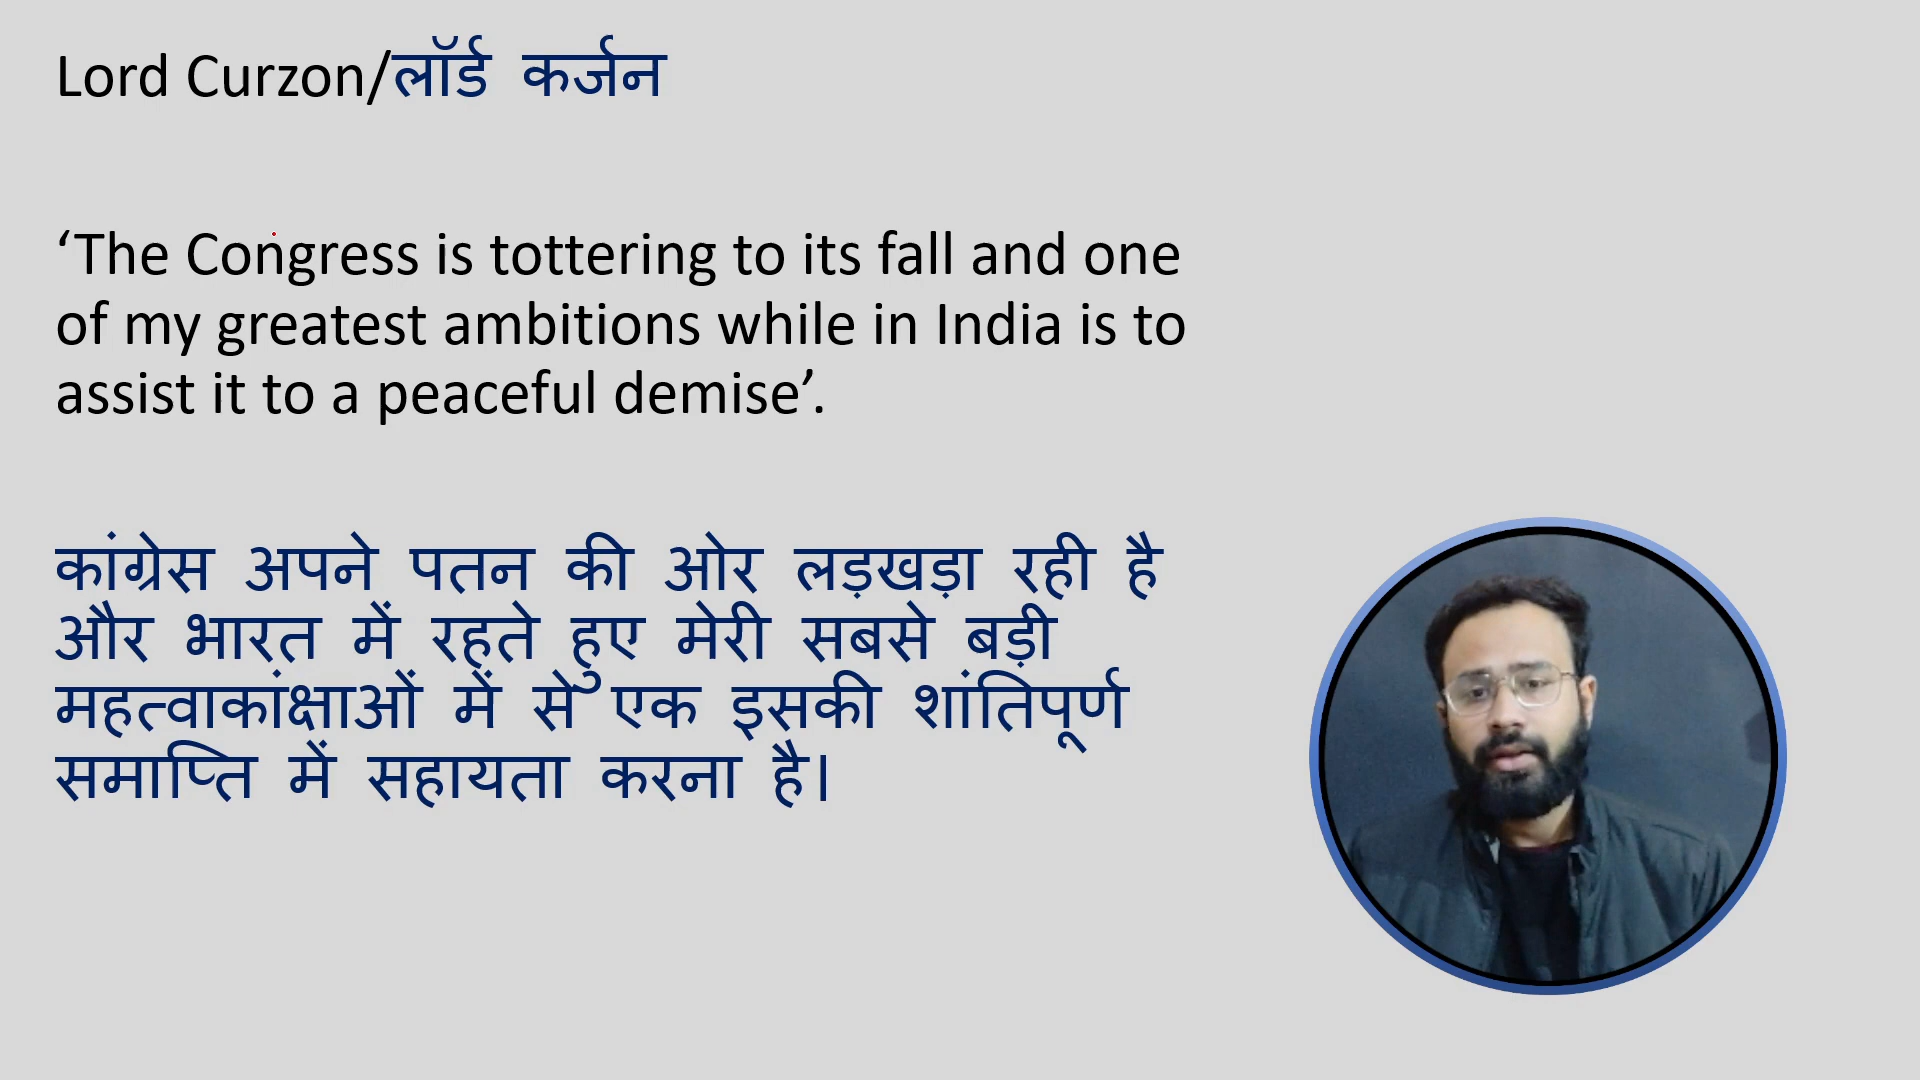 Lord Curzon/लॉर्ड कर्जन
‘The Congress is tottering to its fall and one
of my greatest ambitions while in India is to
assist it to a peaceful demise’.
कांग्रेस अपने पतन की ओर लड़खड़ा रही है
और भारत में रहते हुए मेरी सबसे बड़ी
महत्वाकांक्षाओं में से एक इसकी शांतिपूर्ण
समाप्ति में सहायता करना है।